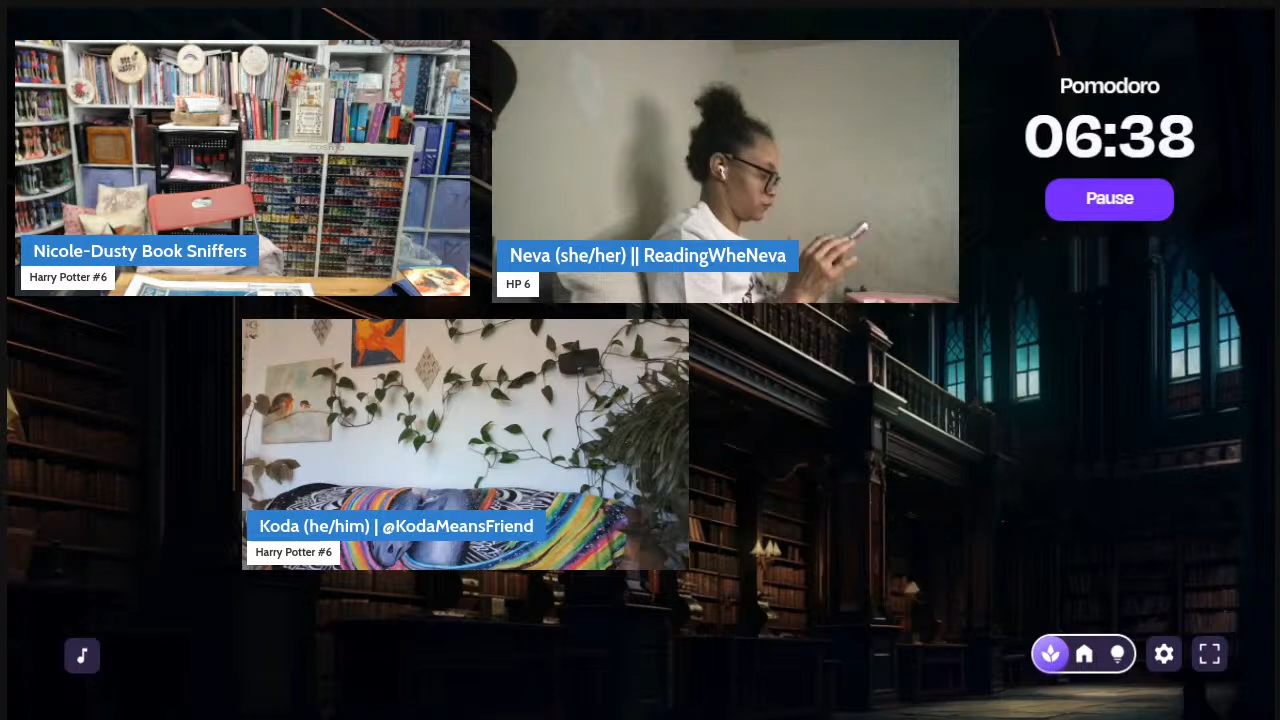 Nicole-Dusty Book Sniffers
Harry Potter #6
Neva (she/her) || ReadingWheNeva
HP 6
Koda (he/him) | @KodaMeansFriend
Harry Potter #6
Pomodoro
06:38
Pause